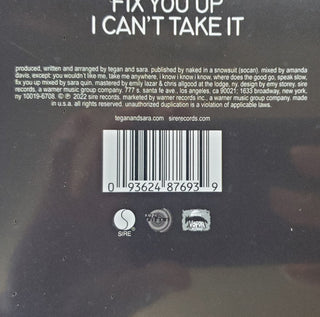 FIX YOU UP
I CAN'T TAKE IT
produced, written and arranged by tegan and sara. published by naked in a snowsuit (socan). mixed by amanda
davis, except: you wouldn't like me, take me anywhere, i know i know i know, where does the good go, speak slow,
fix you up mixed by sara quin. mastered by emily lazar & chris allgood at the lodge, ny. design by emy storey, sire
records, a warner music group company, 777 s. santa fe ave., los angeles, ca 90021; 1633 broadway, new york,
ny 10019-6708. © ℗ 2022 sire records. marketed by warner records inc., a warner music group company. made
in u.s.a. all rights reserved. unauthorized duplication is a violation of applicable laws.
teganandsara.com sirerecords.com
0 93624 87693 9
SIRE